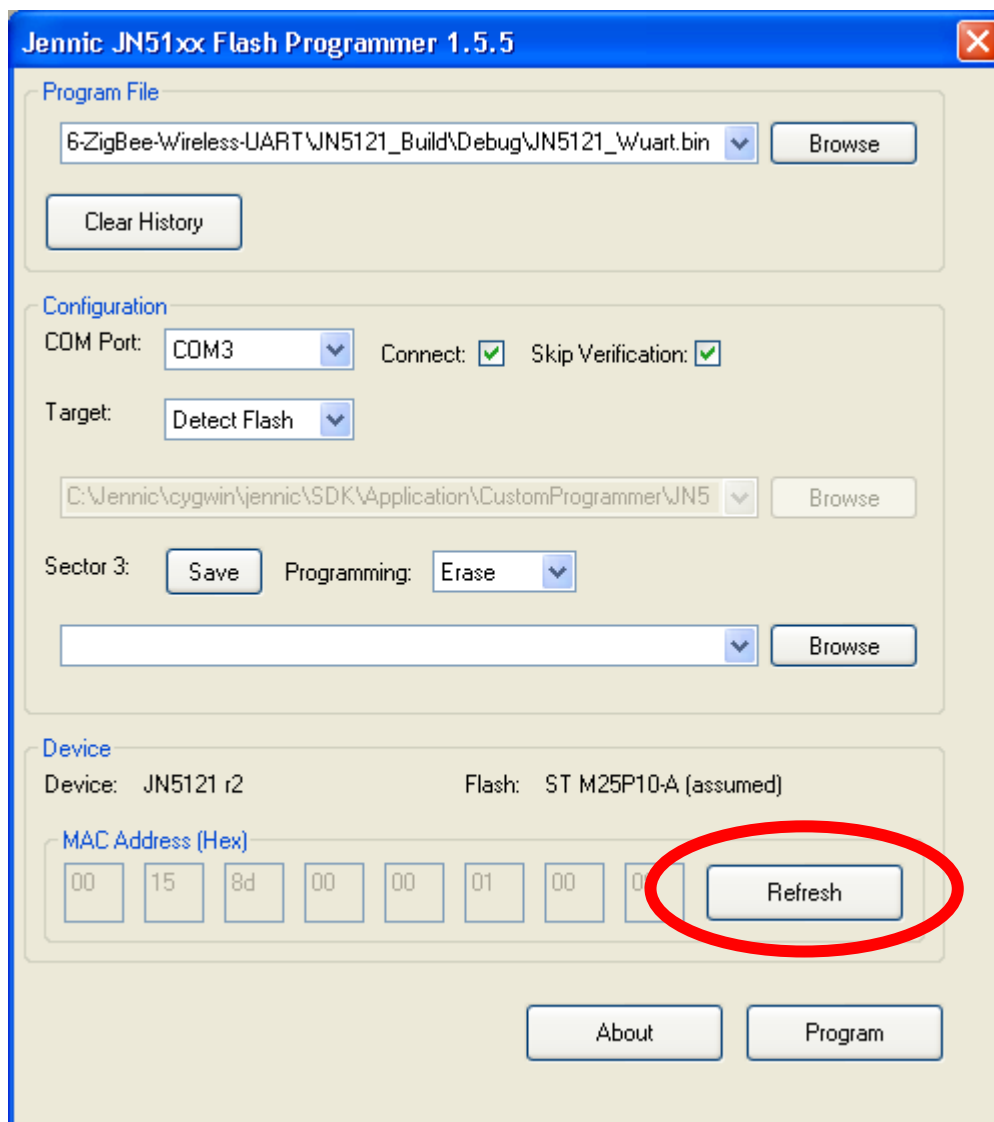 Jennic JN51xx Flash Programmer 1.5.5
Program File
6-ZigBee-Wireless-UART\JN5121_Build\Debug\JN5121_Wuart.bin Browse
Clear History
Configuration
COM Port: COM3 Connect: Skip Verification:
Target: Detect Flash
C:\Jennic\cygwin\jennic\SDK\Application\CustomProgrammer\JN5 Browse
Sector 3: Save Programming: Erase
Browse
Device
Device: JN5121 r2 Flash: ST M25P10-A (assumed)
MAC Address (Hex)
00 15 8d 00 00 01 00 Refresh
About Program